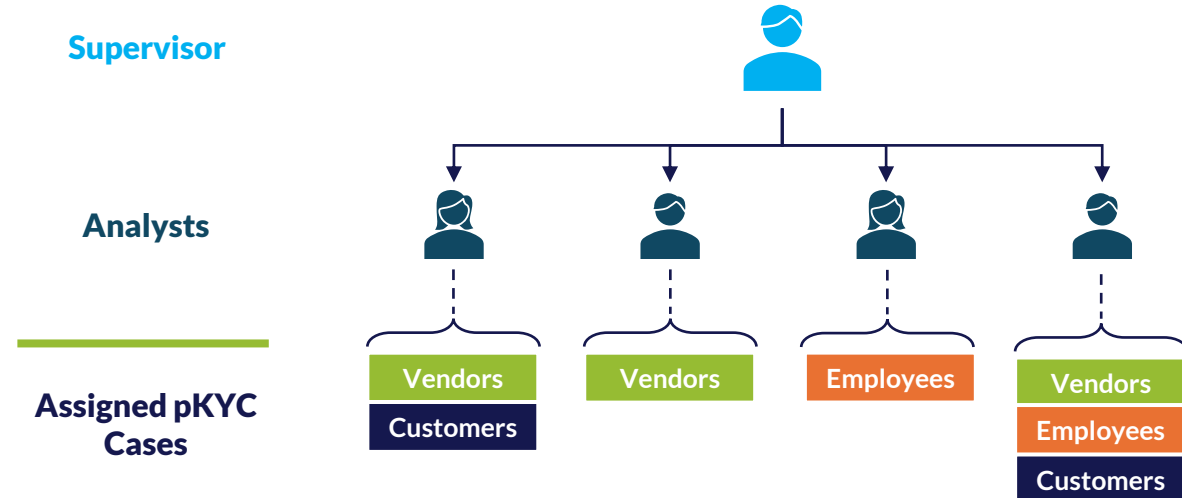 Supervisor
Analysts
Assigned pKYC
Cases
Vendors
Customers
Vendors
Employees
Vendors
Employees
Customers